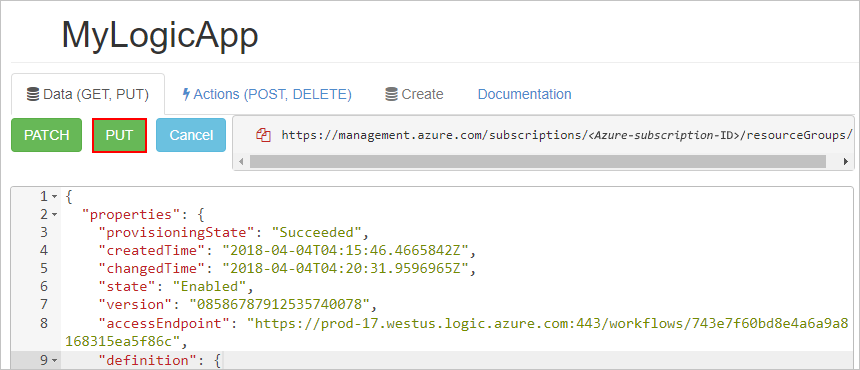 MyLogicApp
Data (GET, PUT) Actions (POST, DELETE) Create Documentation
PATCH PUT Cancel https://management.azure.com/subscriptions/<Azure-subscription-ID>/resourceGroups/
1 {
2 "properties": {
3 "provisioningState": "Succeeded",
4 "createdTime": "2018-04-04T04:15:46.4665842Z",
5 "changedTime": "2018-04-04T04:20:31.9596965Z",
6 "state": "Enabled",
7 "version": "08586787912535740078",
8 "accessEndpoint": "https://prod-17.westus.logic.azure.com:443/workflows/743e7f60bd8e4a6a9a8
168315ea5f86c",
9 "definition": {